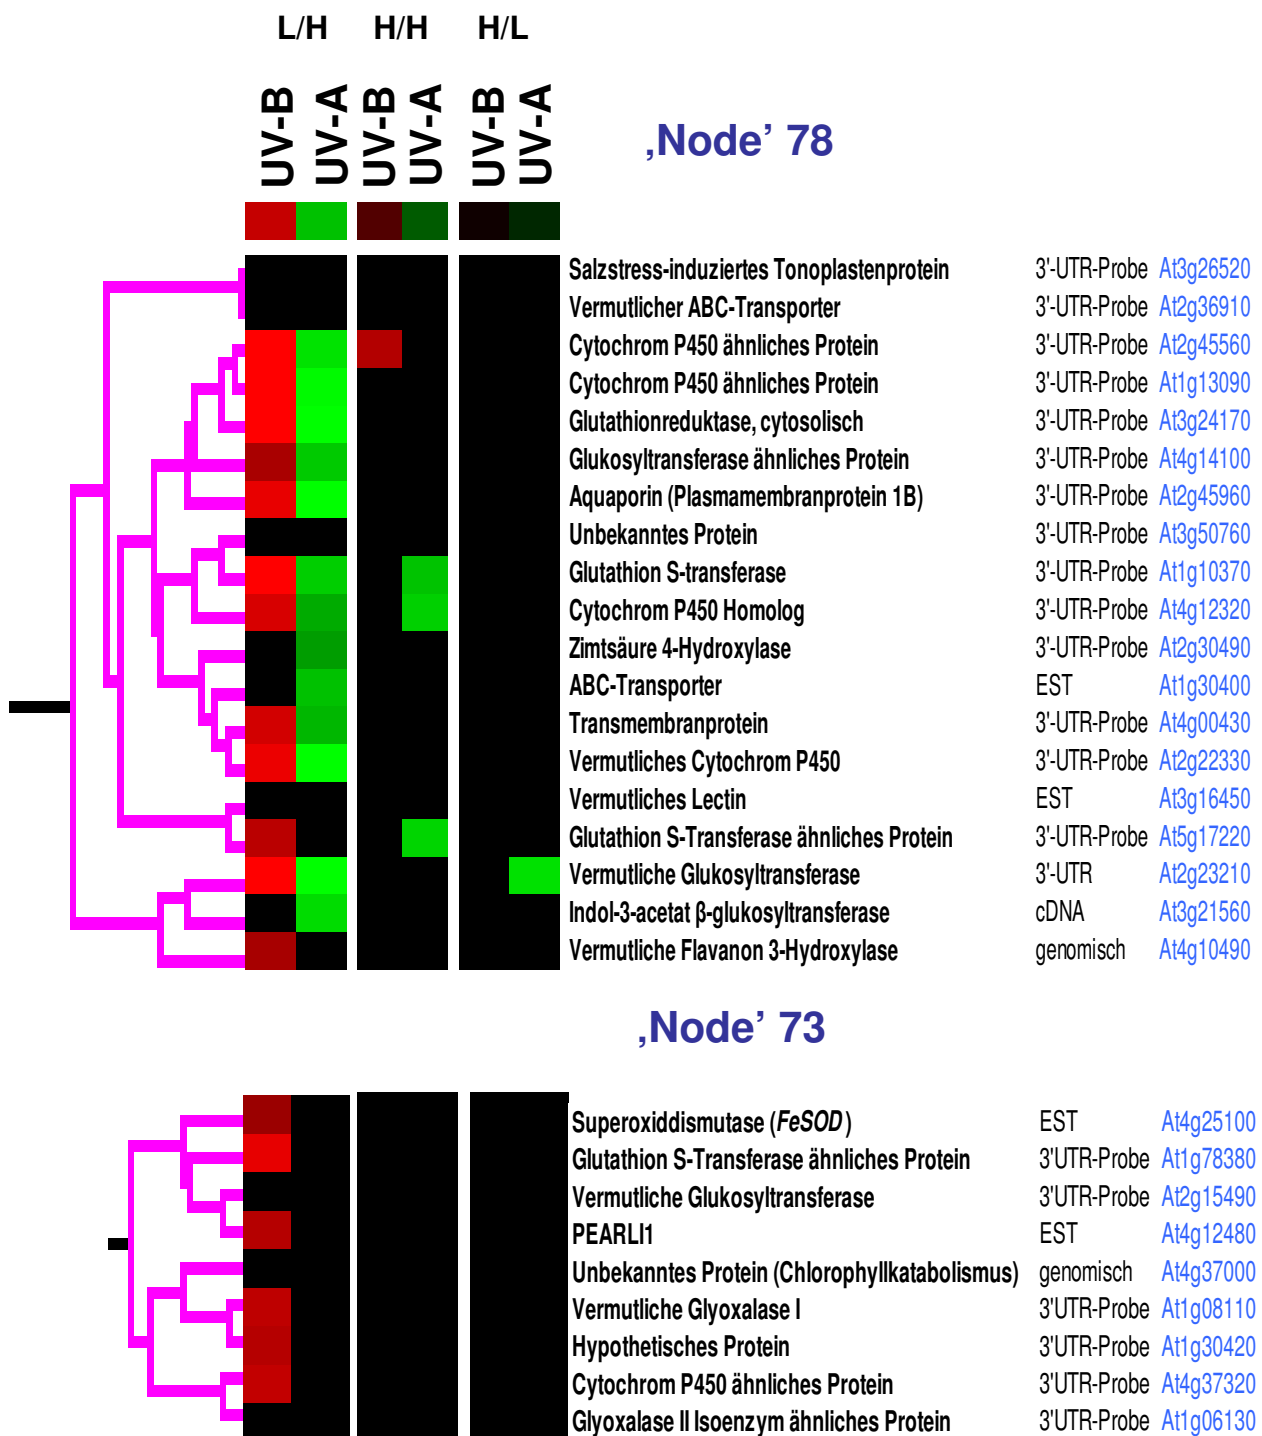 L/H H/H H/L
UV-B UV-A UV-B UV-A UV-B UV-A
‚Node’ 78
Salzstress-induziertes Tonoplastenprotein 3'-UTR-Probe At3g26520
Vermutlicher ABC-Transporter 3'-UTR-Probe At2g36910
Cytochrom P450 ähnliches Protein 3'-UTR-Probe At2g45560
Cytochrom P450 ähnliches Protein 3'-UTR-Probe At1g13090
Glutathionreduktase, cytosolisch 3'-UTR-Probe At3g24170
Glukosyltransferase ähnliches Protein 3'-UTR-Probe At4g14100
Aquaporin (Plasmamembranprotein 1B) 3'-UTR-Probe At2g45960
Unbekanntes Protein 3'-UTR-Probe At3g50760
Glutathion S-transferase 3'-UTR-Probe At1g10370
Cytochrom P450 Homolog 3'-UTR-Probe At4g12320
Zimtsäure 4-Hydroxylase 3'-UTR-Probe At2g30490
ABC-Transporter EST At1g30400
Transmembranprotein 3'-UTR-Probe At4g00430
Vermutliches Cytochrom P450 3'-UTR-Probe At2g22330
Vermutliches Lectin EST At3g16450
Glutathion S-Transferase ähnliches Protein 3'-UTR-Probe At5g17220
Vermutliche Glukosyltransferase 3'-UTR At2g23210
Indol-3-acetat β-glukosyltransferase cDNA At3g21560
Vermutliche Flavanon 3-Hydroxylase genomisch At4g10490
‚Node’ 73
Superoxiddismutase (FeSOD) EST At4g25100
Glutathion S-Transferase ähnliches Protein 3'UTR-Probe At1g78380
Vermutliche Glukosyltransferase 3'UTR-Probe At2g15490
PEARLI1 EST At4g12480
Unbekanntes Protein (Chlorophyllkatabolismus) genomisch At4g37000
Vermutliche Glyoxalase I 3'UTR-Probe At1g08110
Hypothetisches Protein 3'UTR-Probe At1g30420
Cytochrom P450 ähnliches Protein 3'UTR-Probe At4g37320
Glyoxalase II Isoenzym ähnliches Protein 3'UTR-Probe At1g06130